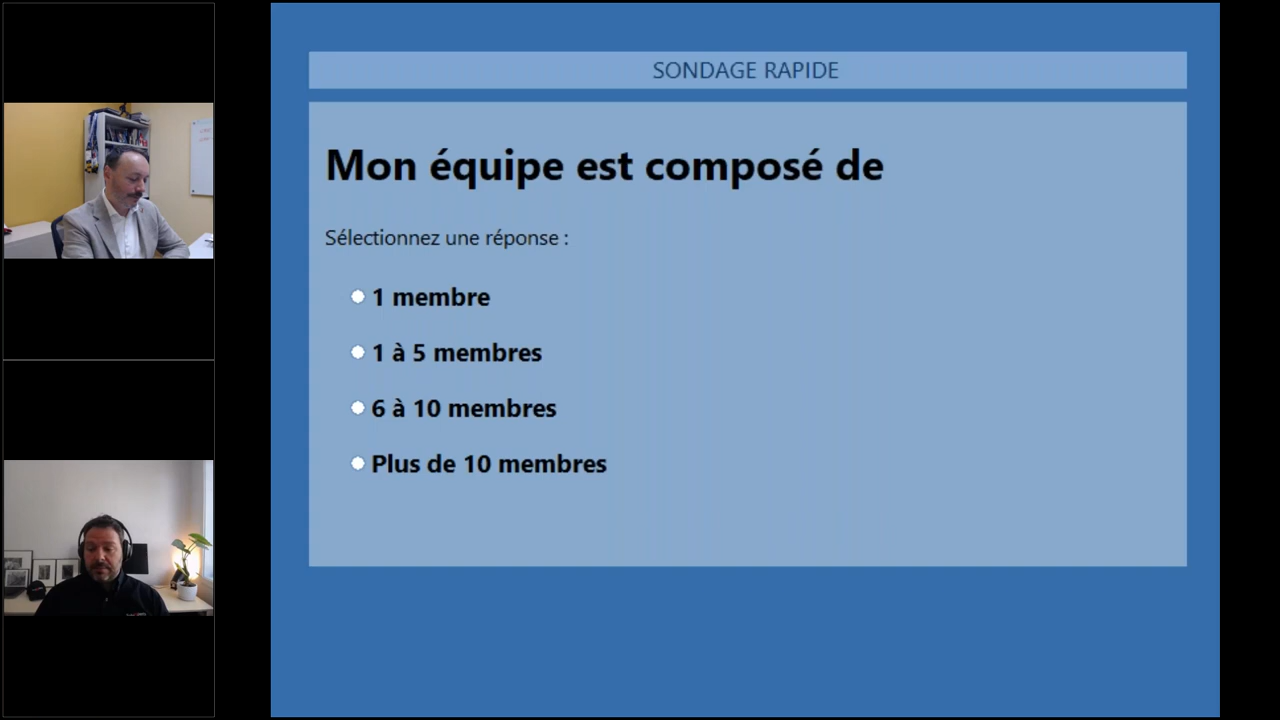 SONDAGE RAPIDE
Mon équipe est composé de
Sélectionnez une réponse :
1 membre
1 à 5 membres
6 à 10 membres
Plus de 10 membres